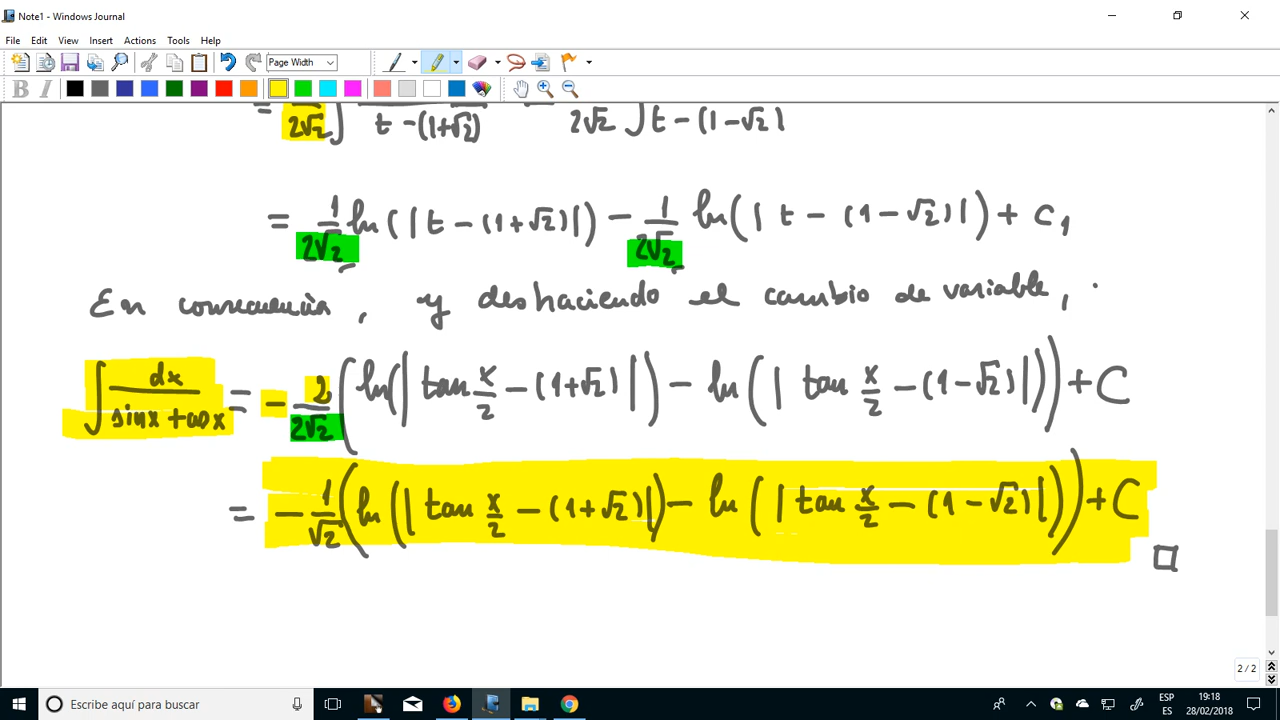 Note1 - Windows Journal
File Edit View Insert Actions Tools Help
Page Width
B I
= 2√2 ∫ t - (1+√2) 2√2 ∫ t - (1-√2)
= 1/2√2 ln(|t - (1+√2)|) - 1/2√2 ln(|t - (1-√2)|) + C₁
En consecuencia, y deshaciendo el cambio de variable,
∫ dx/sin x + cos x = - 2/2√2 (ln(|tan x/2 - (1+√2)|) - ln(|tan x/2 - (1-√2)|)) + C
= - 1/√2 (ln(|tan x/2 - (1+√2)|) - ln(|tan x/2 - (1-√2)|)) + C
2 / 2
Escribe aquí para buscar
ESP
ES
19:18
28/02/2018